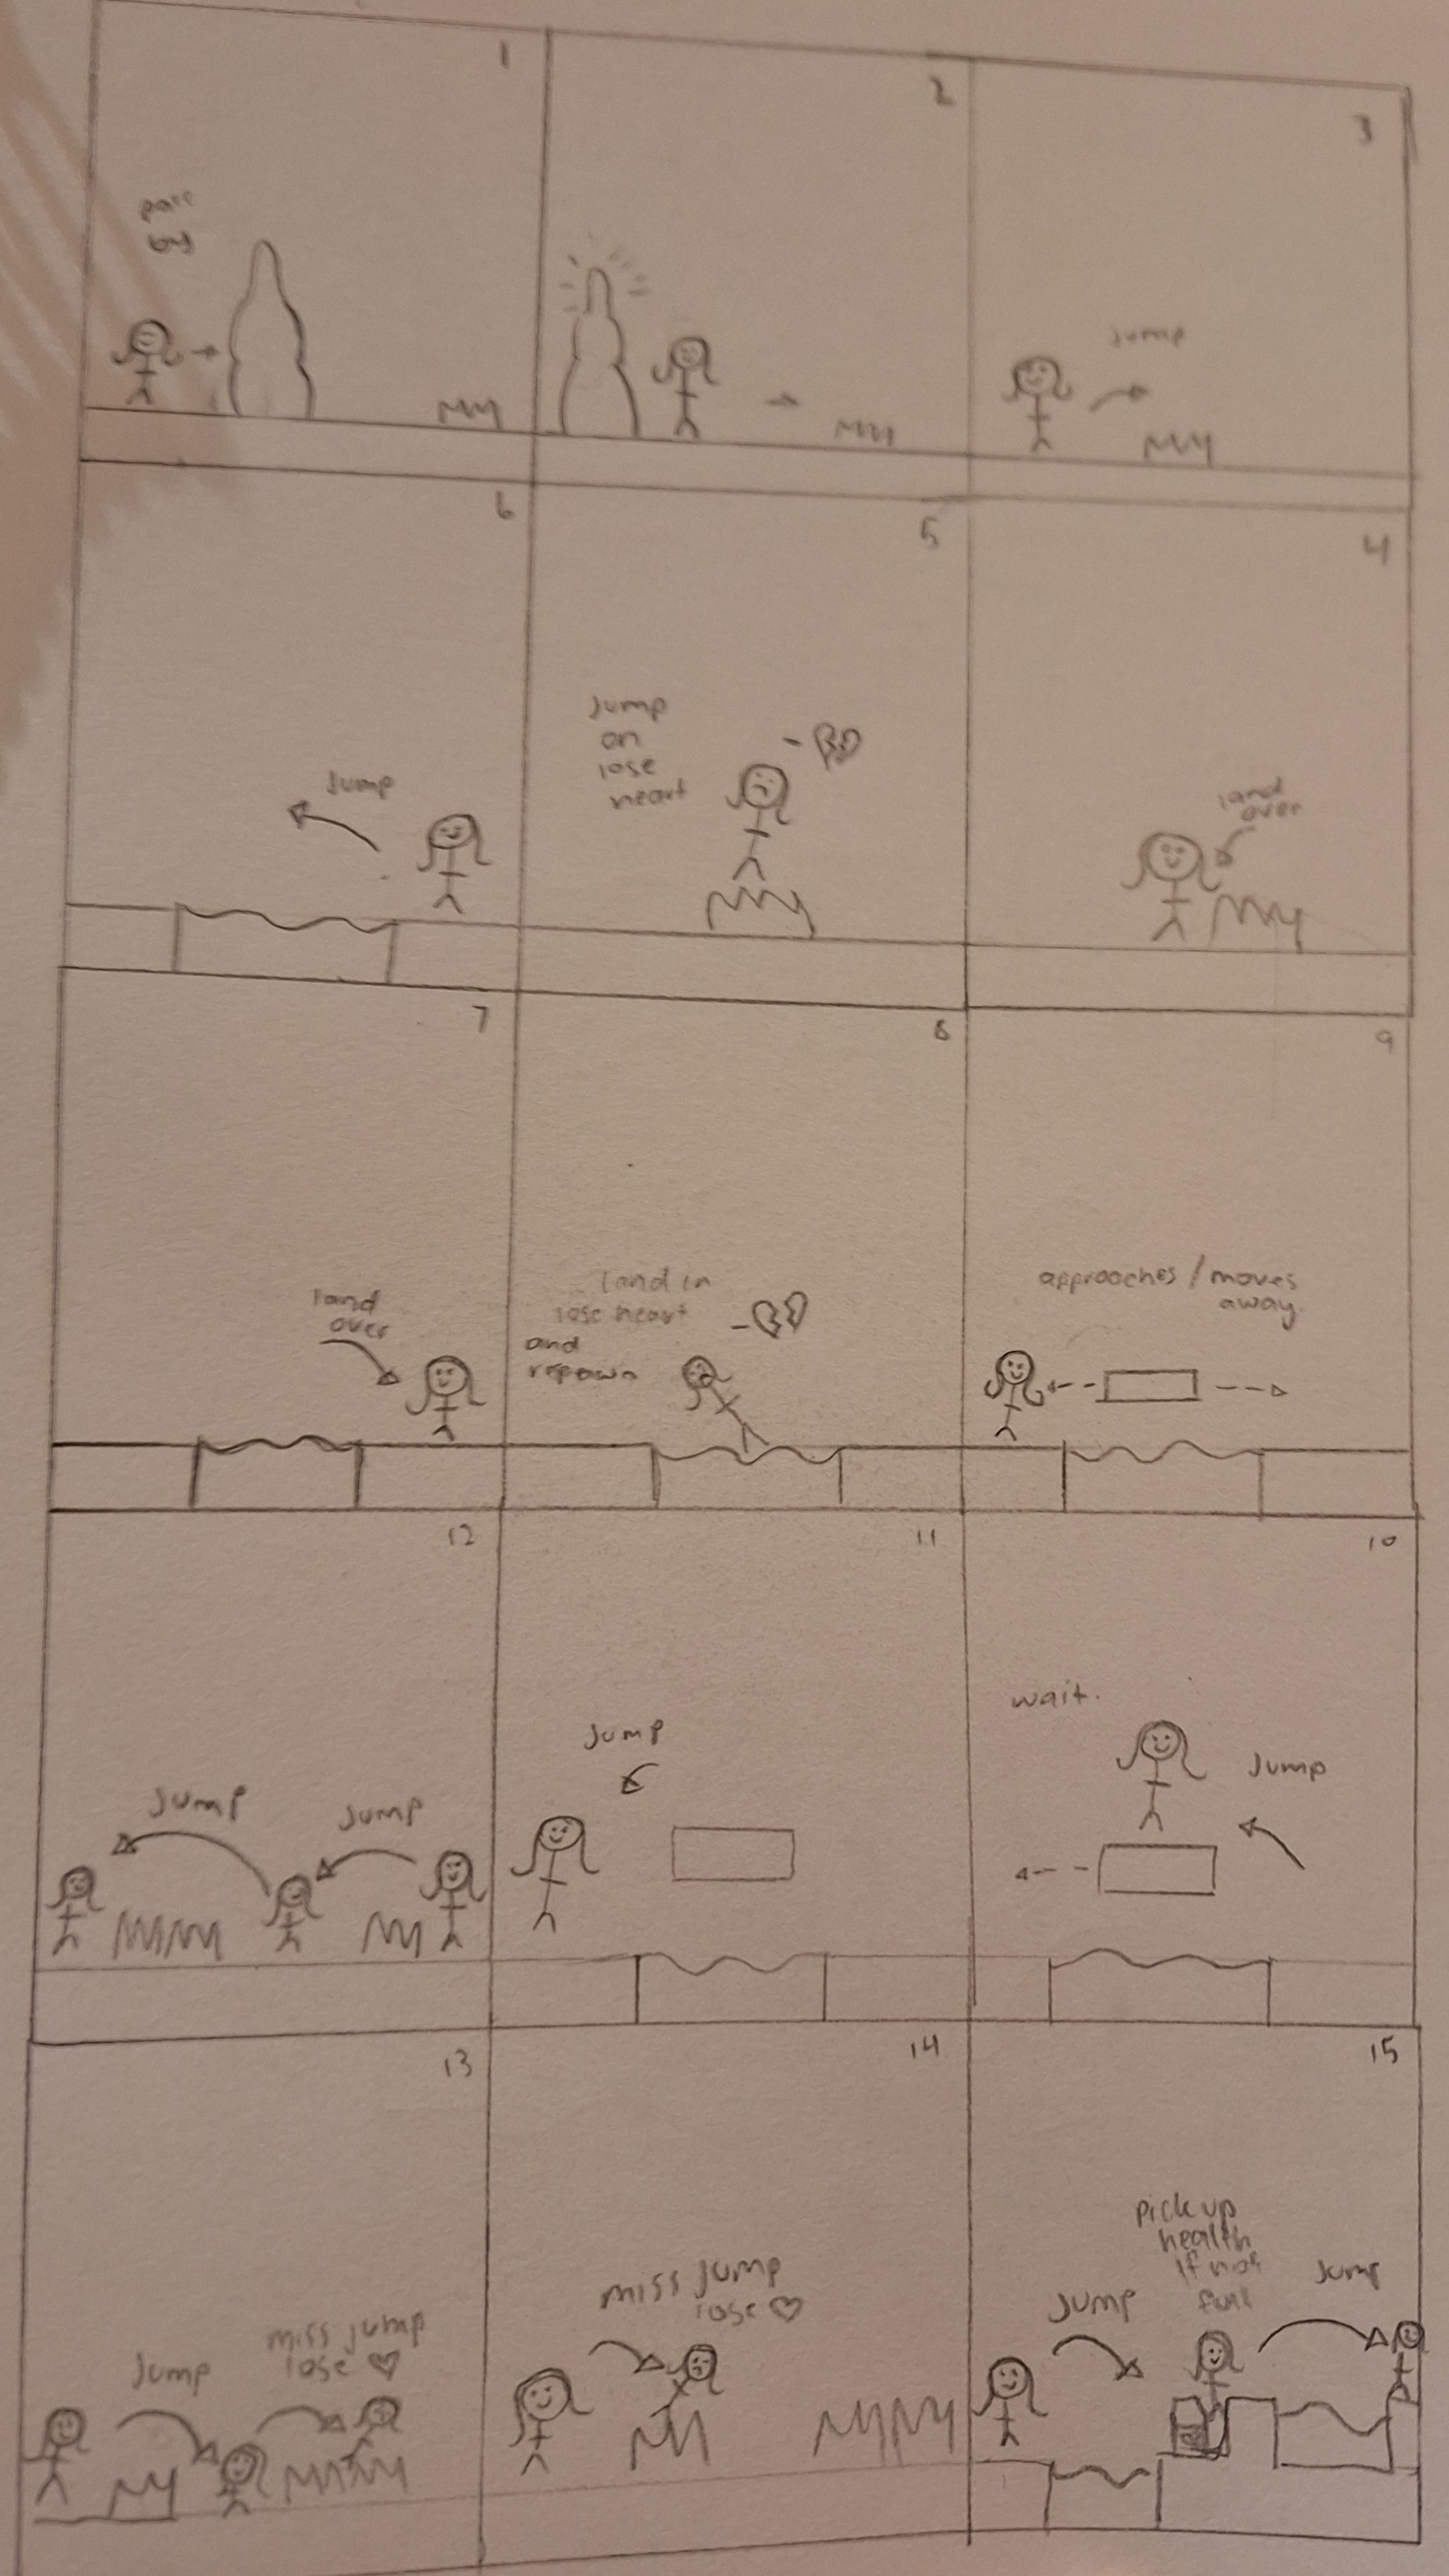 1
2
3
pass
by
Jump
6
5
4
Jump
Jump
on
lose
heart
-
land
over
7
8
9
land
over
land in
lose heart
and
repawn
-
approaches / moves
away.
12
11
10
Jump
Jump
Jump
wait.
Jump
13
14
15
Jump
miss jump
lose ♡
miss jump
lose ♡
Jump
pick up
health
if not
full
Jump